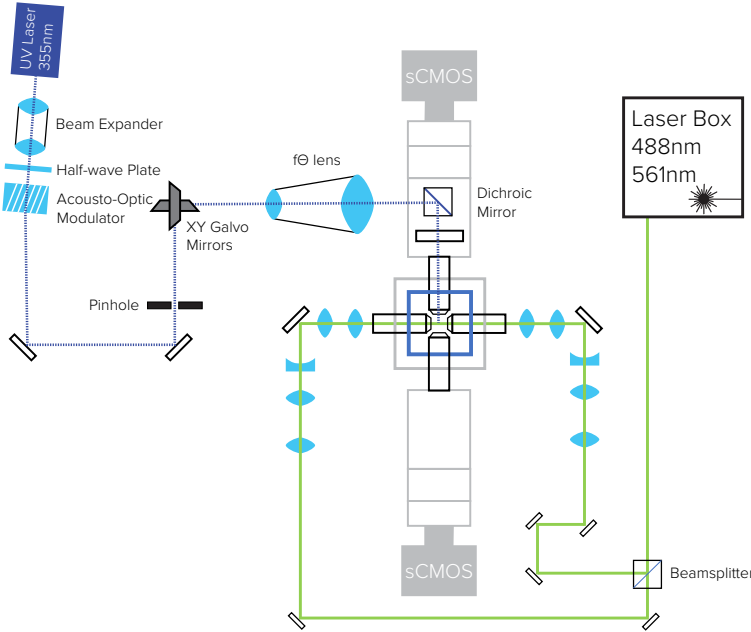 UV Laser
355nm
Beam Expander
Half-wave Plate
Acousto-Optic
Modulator
XY Galvo
Mirrors
Pinhole
fΘ lens
sCMOS
Dichroic
Mirror
Laser Box
488nm
561nm
sCMOS
Beamsplitter